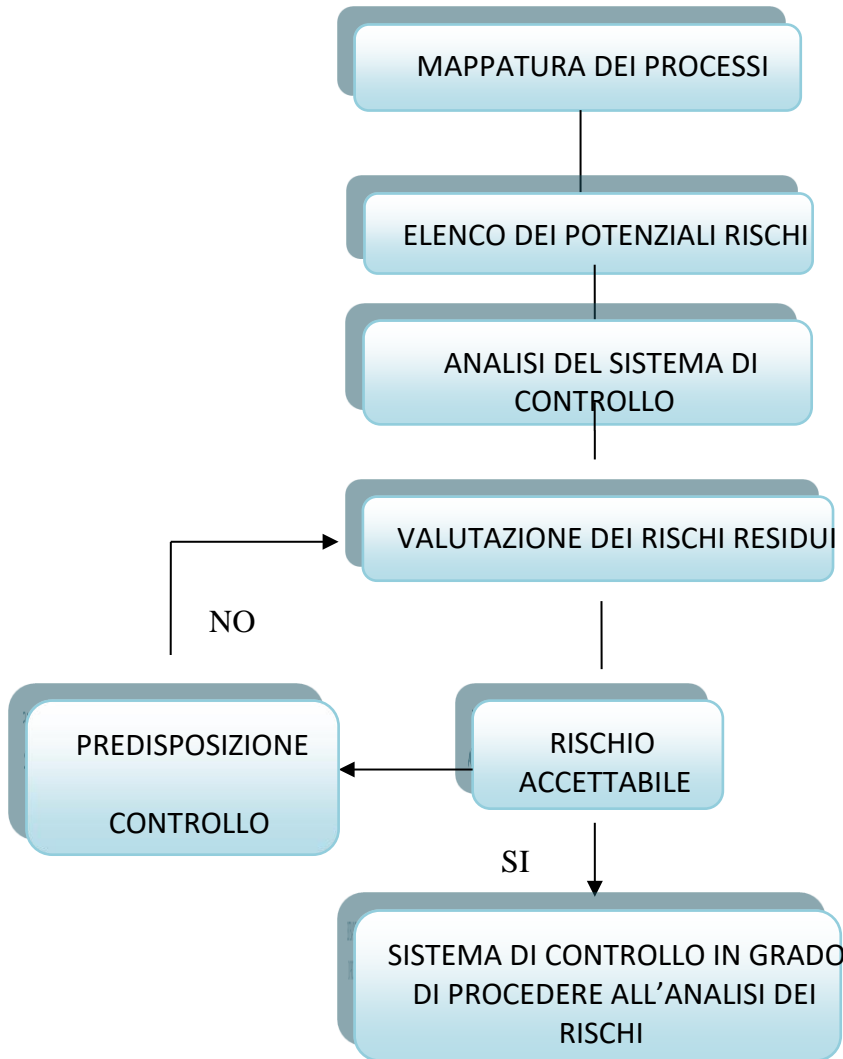 MAPPATURA DEI PROCESSI
ELENCO DEI POTENZIALI RISCHI
ANALISI DEL SISTEMA DI
CONTROLLO
VALUTAZIONE DEI RISCHI RESIDUI
NO
PREDISPOSIZIONE
CONTROLLO
RISCHIO
ACCETTABILE
SI
SISTEMA DI CONTROLLO IN GRADO
DI PROCEDERE ALL’ANALISI DEI
RISCHI